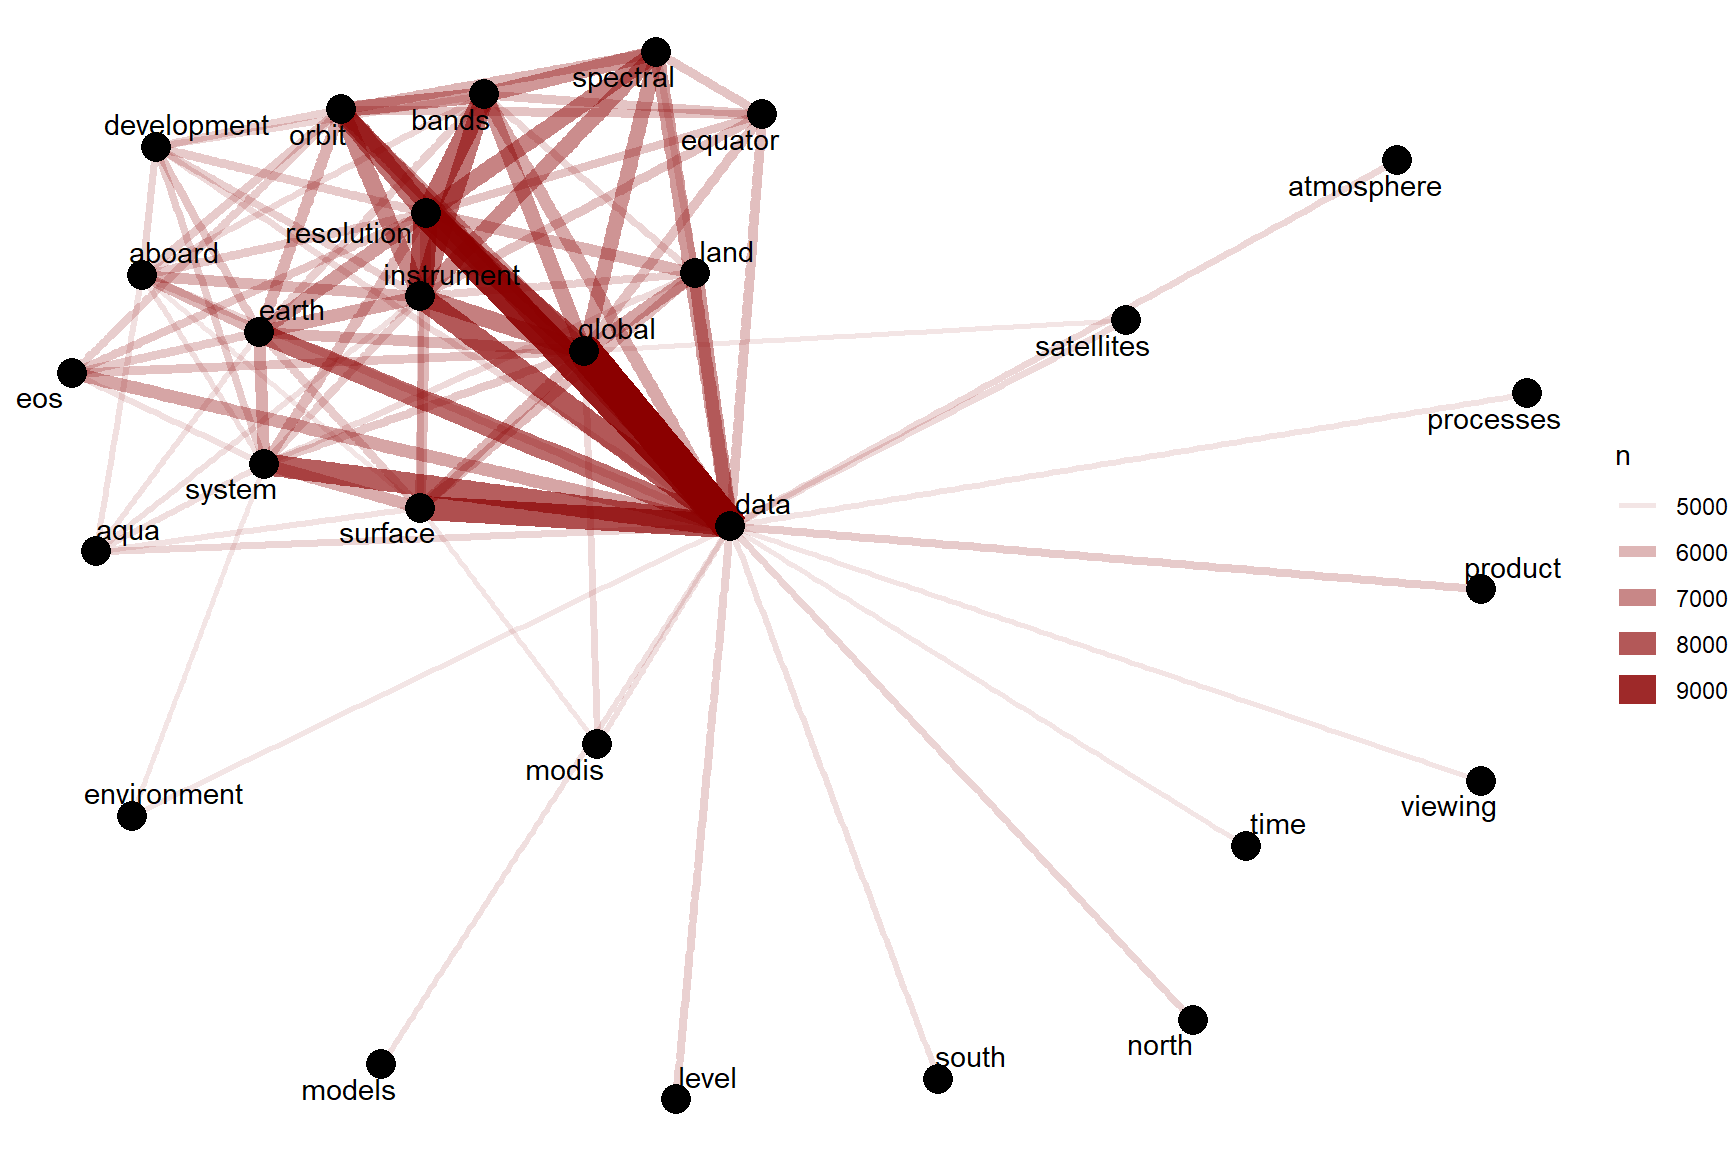 spectral
bands
development
orbit
equator
atmosphere
resolution
aboard
land
instrument
earth
global
satellites
eos
processes
n
system
data
5000
aqua
surface
6000
product
7000
8000
9000
modis
environment
viewing
time
north
south
level
models